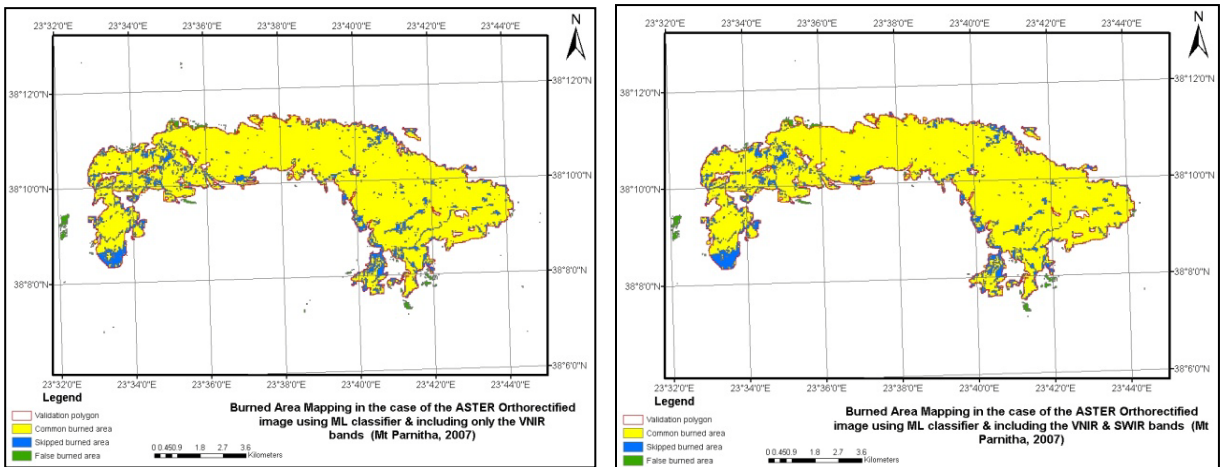 23°32'0"E 23°34'0"E 23°36'0"E 23°38'0"E 23°40'0"E 23°42'0"E 23°44'0"E
N
38°12'0"N 38°12'0"N
38°10'0"N 38°10'0"N
38°8'0"N 38°8'0"N
38°6'0"N
23°32'0"E 23°34'0"E 23°36'0"E 23°38'0"E 23°40'0"E 23°42'0"E 23°44'0"E
Legend
Validation polygon
Common burned area
Skipped burned area
False burned area
0 0.450.9 1.8 2.7 3.6
Kilometers
Burned Area Mapping in the case of the ASTER Orthorectified
image using ML classifier & including only the VNIR
bands (Mt Parnitha, 2007)
23°32'0"E 23°34'0"E 23°36'0"E 23°38'0"E 23°40'0"E 23°42'0"E 23°44'0"E
N
38°12'0"N 38°12'0"N
38°10'0"N 38°10'0"N
38°8'0"N 38°8'0"N
38°6'0"N
23°32'0"E 23°34'0"E 23°36'0"E 23°38'0"E 23°40'0"E 23°42'0"E 23°44'0"E
Legend
Validation polygon
Common burned area
Skipped burned area
False burned area
0 0.450.9 1.8 2.7 3.6
Kilometers
Burned Area Mapping in the case of the ASTER Orthorectified
image using ML classifier & including the VNIR & SWIR bands (Mt
Parnitha, 2007)